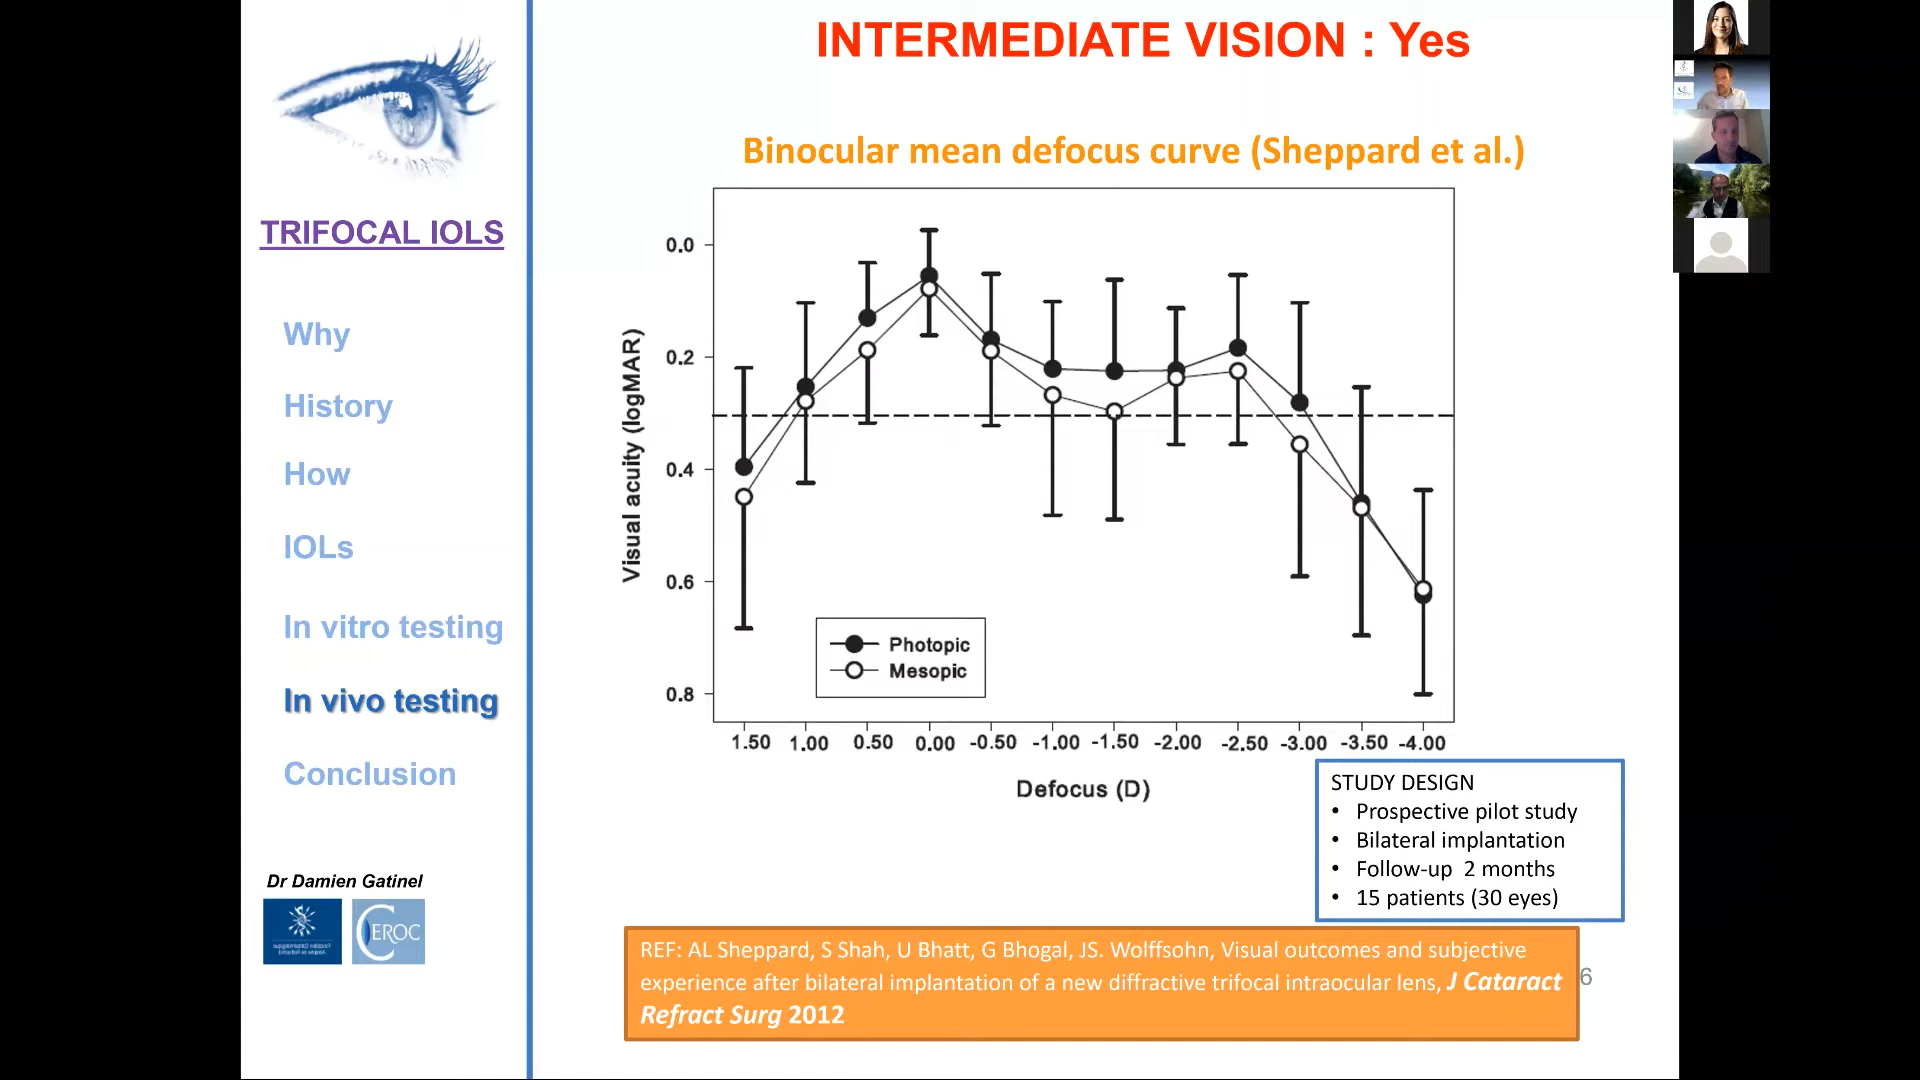 INTERMEDIATE VISION : Yes
Binocular mean defocus curve (Sheppard et al.)
TRIFOCAL IOLS
Why
History
How
IOLs
In vitro testing
In vivo testing
Conclusion
Dr Damien Gatinel
CEROC
Visual acuity (logMAR)
0.0
0.2
0.4
0.6
0.8
Photopic
Mesopic
1.50 1.00 0.50 0.00 -0.50 -1.00 -1.50 -2.00 -2.50 -3.00 -3.50 -4.00
Defocus (D)
STUDY DESIGN
• Prospective pilot study
• Bilateral implantation
• Follow-up 2 months
• 15 patients (30 eyes)
REF: AL Sheppard, S Shah, U Bhatt, G Bhogal, JS. Wolffsohn, Visual outcomes and subjective
experience after bilateral implantation of a new diffractive trifocal intraocular lens, J Cataract
Refract Surg 2012
6